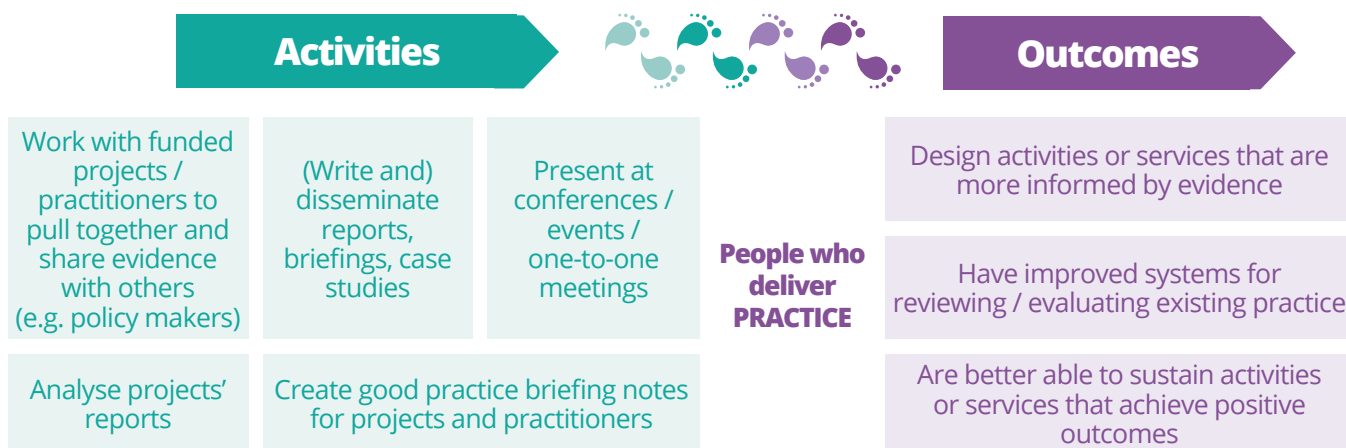 Activities
Outcomes
Work with funded
projects /
practitioners to
pull together and
share evidence
with others
(e.g. policy makers)
(Write and)
disseminate
reports,
briefings, case
studies
Present at
conferences /
events /
one-to-one
meetings
Analyse projects’
reports
Create good practice briefing notes
for projects and practitioners
People who
deliver
PRACTICE
Design activities or services that are
more informed by evidence
Have improved systems for
reviewing / evaluating existing practice
Are better able to sustain activities
or services that achieve positive
outcomes